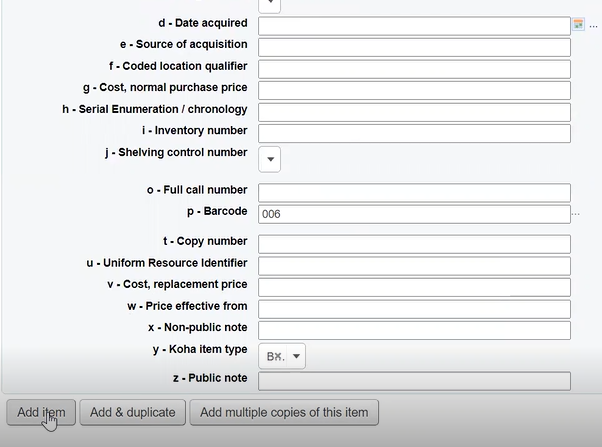 d - Date acquired
...
e - Source of acquisition
f - Coded location qualifier
g - Cost, normal purchase price
h - Serial Enumeration / chronology
i - Inventory number
j - Shelving control number
o - Full call number
p - Barcode 006 ...
t - Copy number
u - Uniform Resource Identifier
v - Cost, replacement price
w - Price effective from
x - Non-public note
y - Koha item type
z - Public note
Add item Add & duplicate Add multiple copies of this item